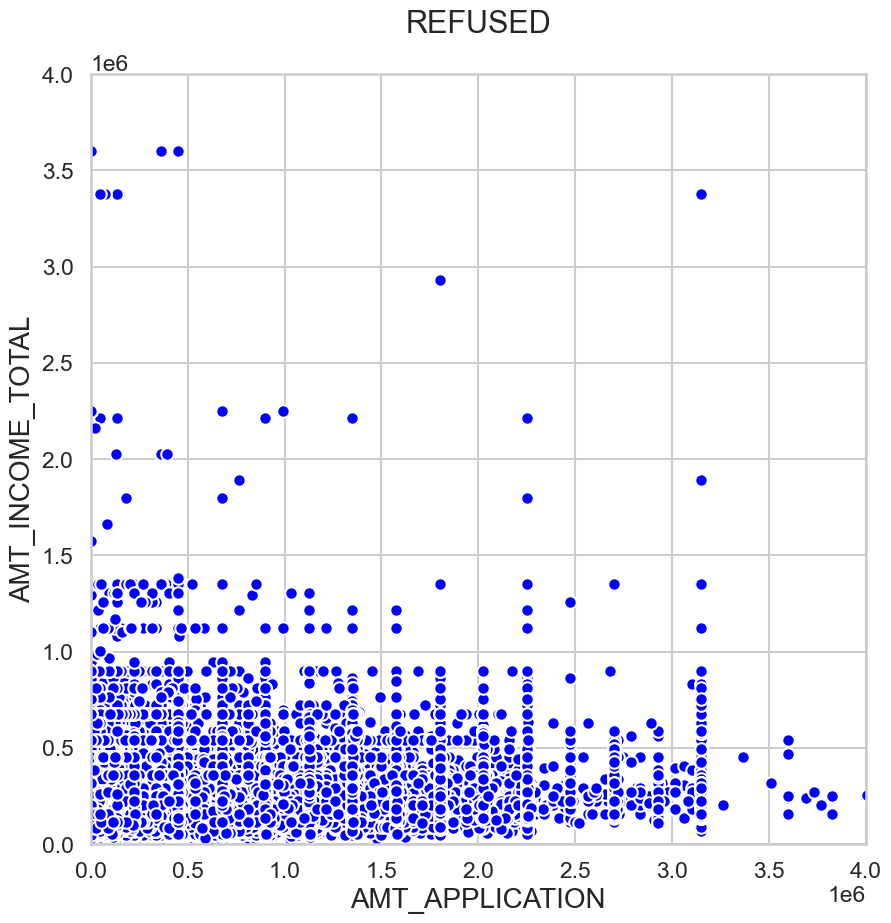 REFUSED
1e6
4.0
3.5
3.0
2.5
2.0
1.5
1.0
0.5
0.0
AMT_INCOME_TOTAL
0.0 0.5 1.0 1.5 2.0 2.5 3.0 3.5 4.0
1e6
AMT_APPLICATION